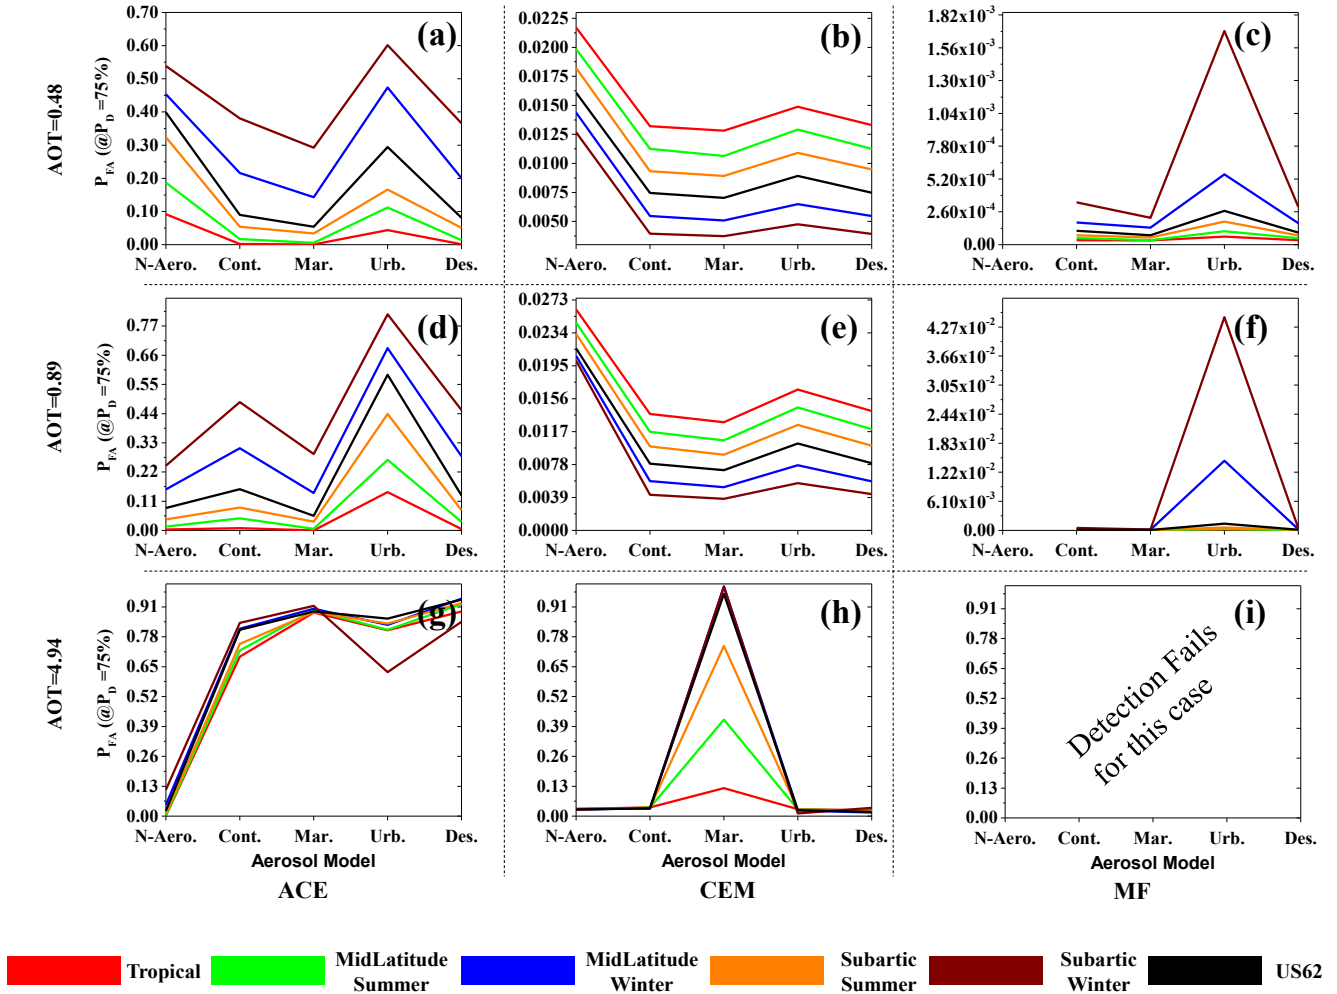 (a)
0.70
0.60
0.50
0.40
0.30
0.20
0.10
0.00
P_FA (@P_D =75%)
AOT=0.48
N-Aero. Cont. Mar. Urb. Des.
(b)
0.0225
0.0200
0.0175
0.0150
0.0125
0.0100
0.0075
0.0050
N-Aero. Cont. Mar. Urb. Des.
(c)
1.82x10^-3
1.56x10^-3
1.30x10^-3
1.04x10^-3
7.80x10^-4
5.20x10^-4
2.60x10^-4
0.00
N-Aero. Cont. Mar. Urb. Des.
(d)
0.77
0.66
0.55
0.44
0.33
0.22
0.11
0.00
P_FA (@P_D =75%)
AOT=0.89
N-Aero. Cont. Mar. Urb. Des.
(e)
0.0273
0.0234
0.0195
0.0156
0.0117
0.0078
0.0039
0.0000
N-Aero. Cont. Mar. Urb. Des.
(f)
4.27x10^-2
3.66x10^-2
3.05x10^-2
2.44x10^-2
1.83x10^-2
1.22x10^-2
6.10x10^-3
0.00
N-Aero. Cont. Mar. Urb. Des.
(g)
0.91
0.78
0.65
0.52
0.39
0.26
0.13
0.00
P_FA (@P_D =75%)
AOT=4.94
N-Aero. Cont. Mar. Urb. Des.
Aerosol Model
ACE
(h)
0.91
0.78
0.65
0.52
0.39
0.26
0.13
0.00
N-Aero. Cont. Mar. Urb. Des.
Aerosol Model
CEM
(i)
0.91
0.78
0.65
0.52
0.39
0.26
0.13
0.00
Detection Fails
for this case
N-Aero. Cont. Mar. Urb. Des.
Aerosol Model
MF
Tropical
MidLatitude
Summer
MidLatitude
Winter
Subartic
Summer
Subartic
Winter
US62